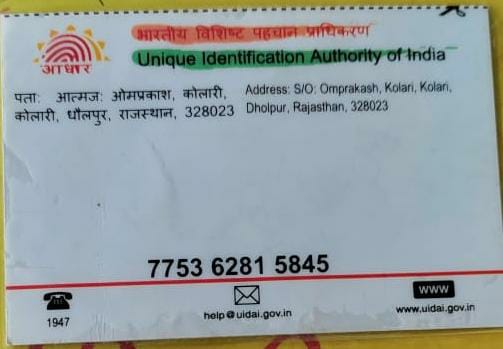 भारतीय विशिष्ट पहचान प्राधिकरण
Unique Identification Authority of India
आधार
पता: आत्मज: ओमप्रकाश, कोलारी,
कोलारी, धौलपुर, राजस्थान, 328023
Address: S/O: Omprakash, Kolari, Kolari,
Dholpur, Rajasthan, 328023
7753 6281 5845
1947
help@uidai.gov.in
WWW
www.uidai.gov.in